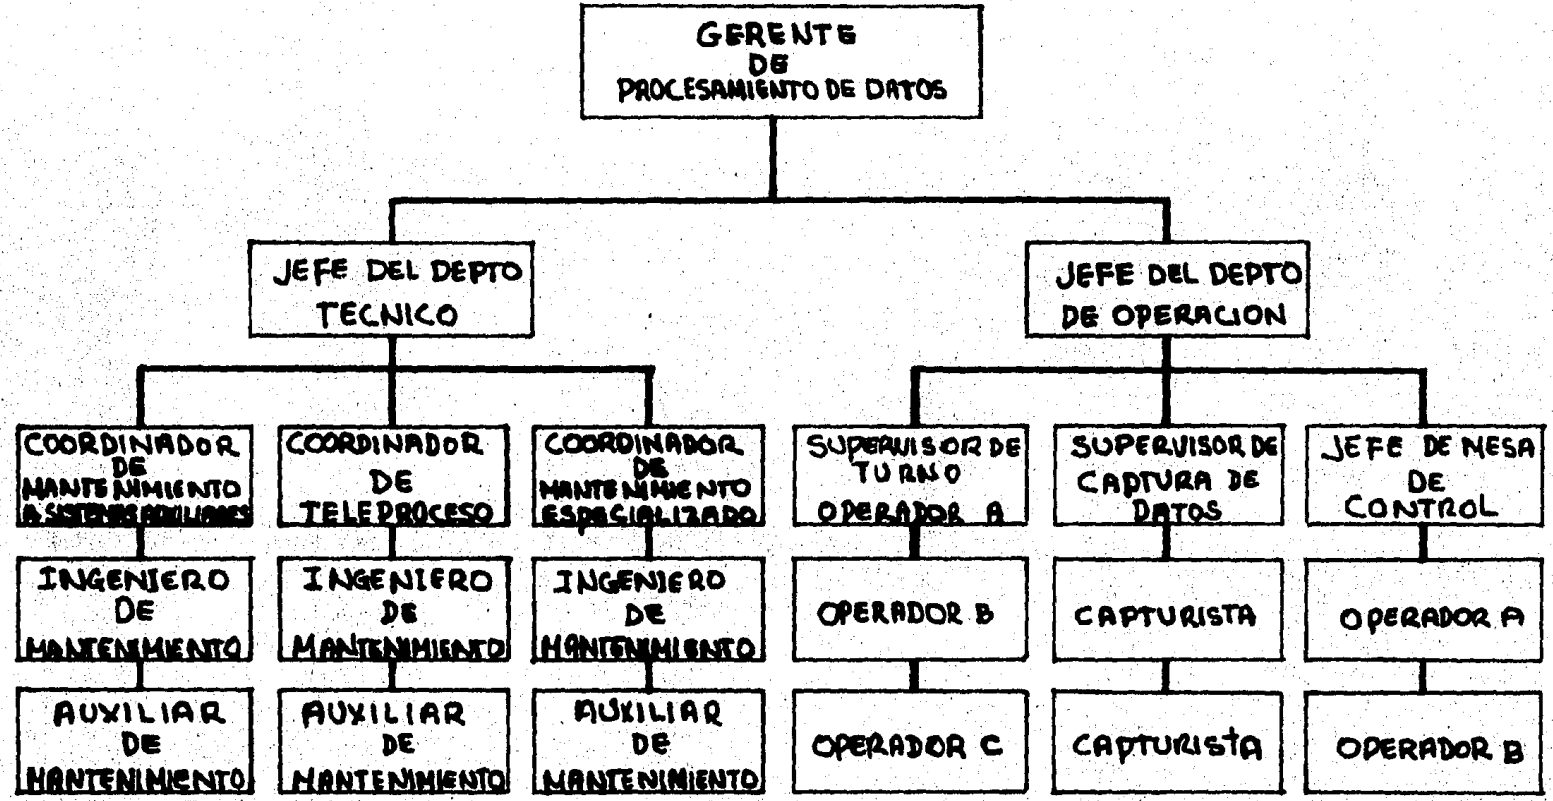 GERENTE
DE
PROCESAMIENTO DE DATOS
JEFE DEL DEPTO
TECNICO
JEFE DEL DEPTO
DE OPERACION
COORDINADOR
DE
MANTENIMIENTO
A SISTEMAS AUXILIARES
COORDINADOR
DE
TELEPROCESO
COORDINADOR
DE
MANTENIMIENTO
ESPECIALIZADO
SUPERVISOR DE
TURNO
OPERADOR A
SUPERVISOR DE
CAPTURA DE
DATOS
JEFE DE MESA
DE
CONTROL
INGENIERO
DE
MANTENIMIENTO
INGENIERO
DE
MANTENIMIENTO
INGENIERO
DE
MANTENIMIENTO
OPERADOR B
CAPTURISTA
OPERADOR A
AUXILIAR
DE
MANTENIMIENTO
AUXILIAR
DE
MANTENIMIENTO
AUXILIAR
DE
MANTENIMIENTO
OPERADOR C
CAPTURISTA
OPERADOR B